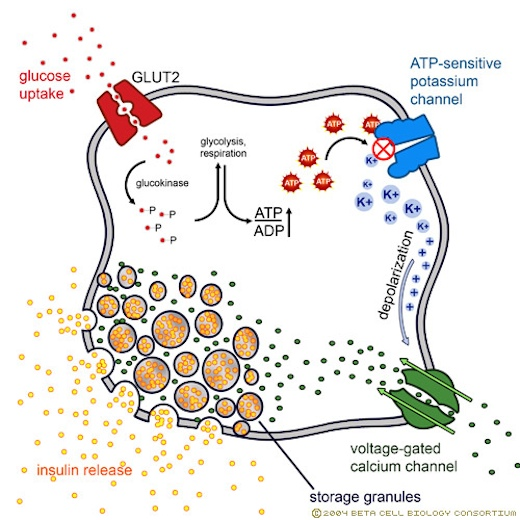 glucose
uptake
GLUT2
ATP-sensitive
potassium
channel
glycolysis,
respiration
glucokinase
P
P
P
P
ATP
ADP
ATP
ATP
ATP
ATP
ATP
K+
K+
K+
K+
K+
K+
+
+
+
+
+
depolarization
voltage-gated
calcium channel
insulin release
storage granules
© 2004 BETA CELL BIOLOGY CONSORTIUM